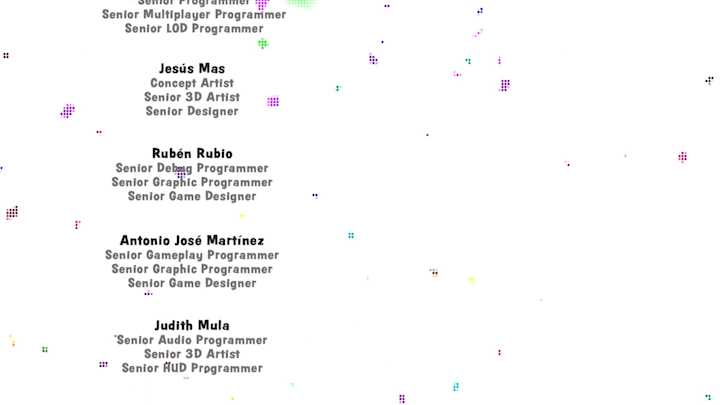 Senior Programmer
Senior Multiplayer Programmer
Senior LOD Programmer
Jesús Mas
Concept Artist
Senior 3D Artist
Senior Designer
Rubén Rubio
Senior Debug Programmer
Senior Graphic Programmer
Senior Game Designer
Antonio José Martínez
Senior Gameplay Programmer
Senior Graphic Programmer
Senior Game Designer
Judith Mula
Senior Audio Programmer
Senior 3D Artist
Senior HUD Programmer